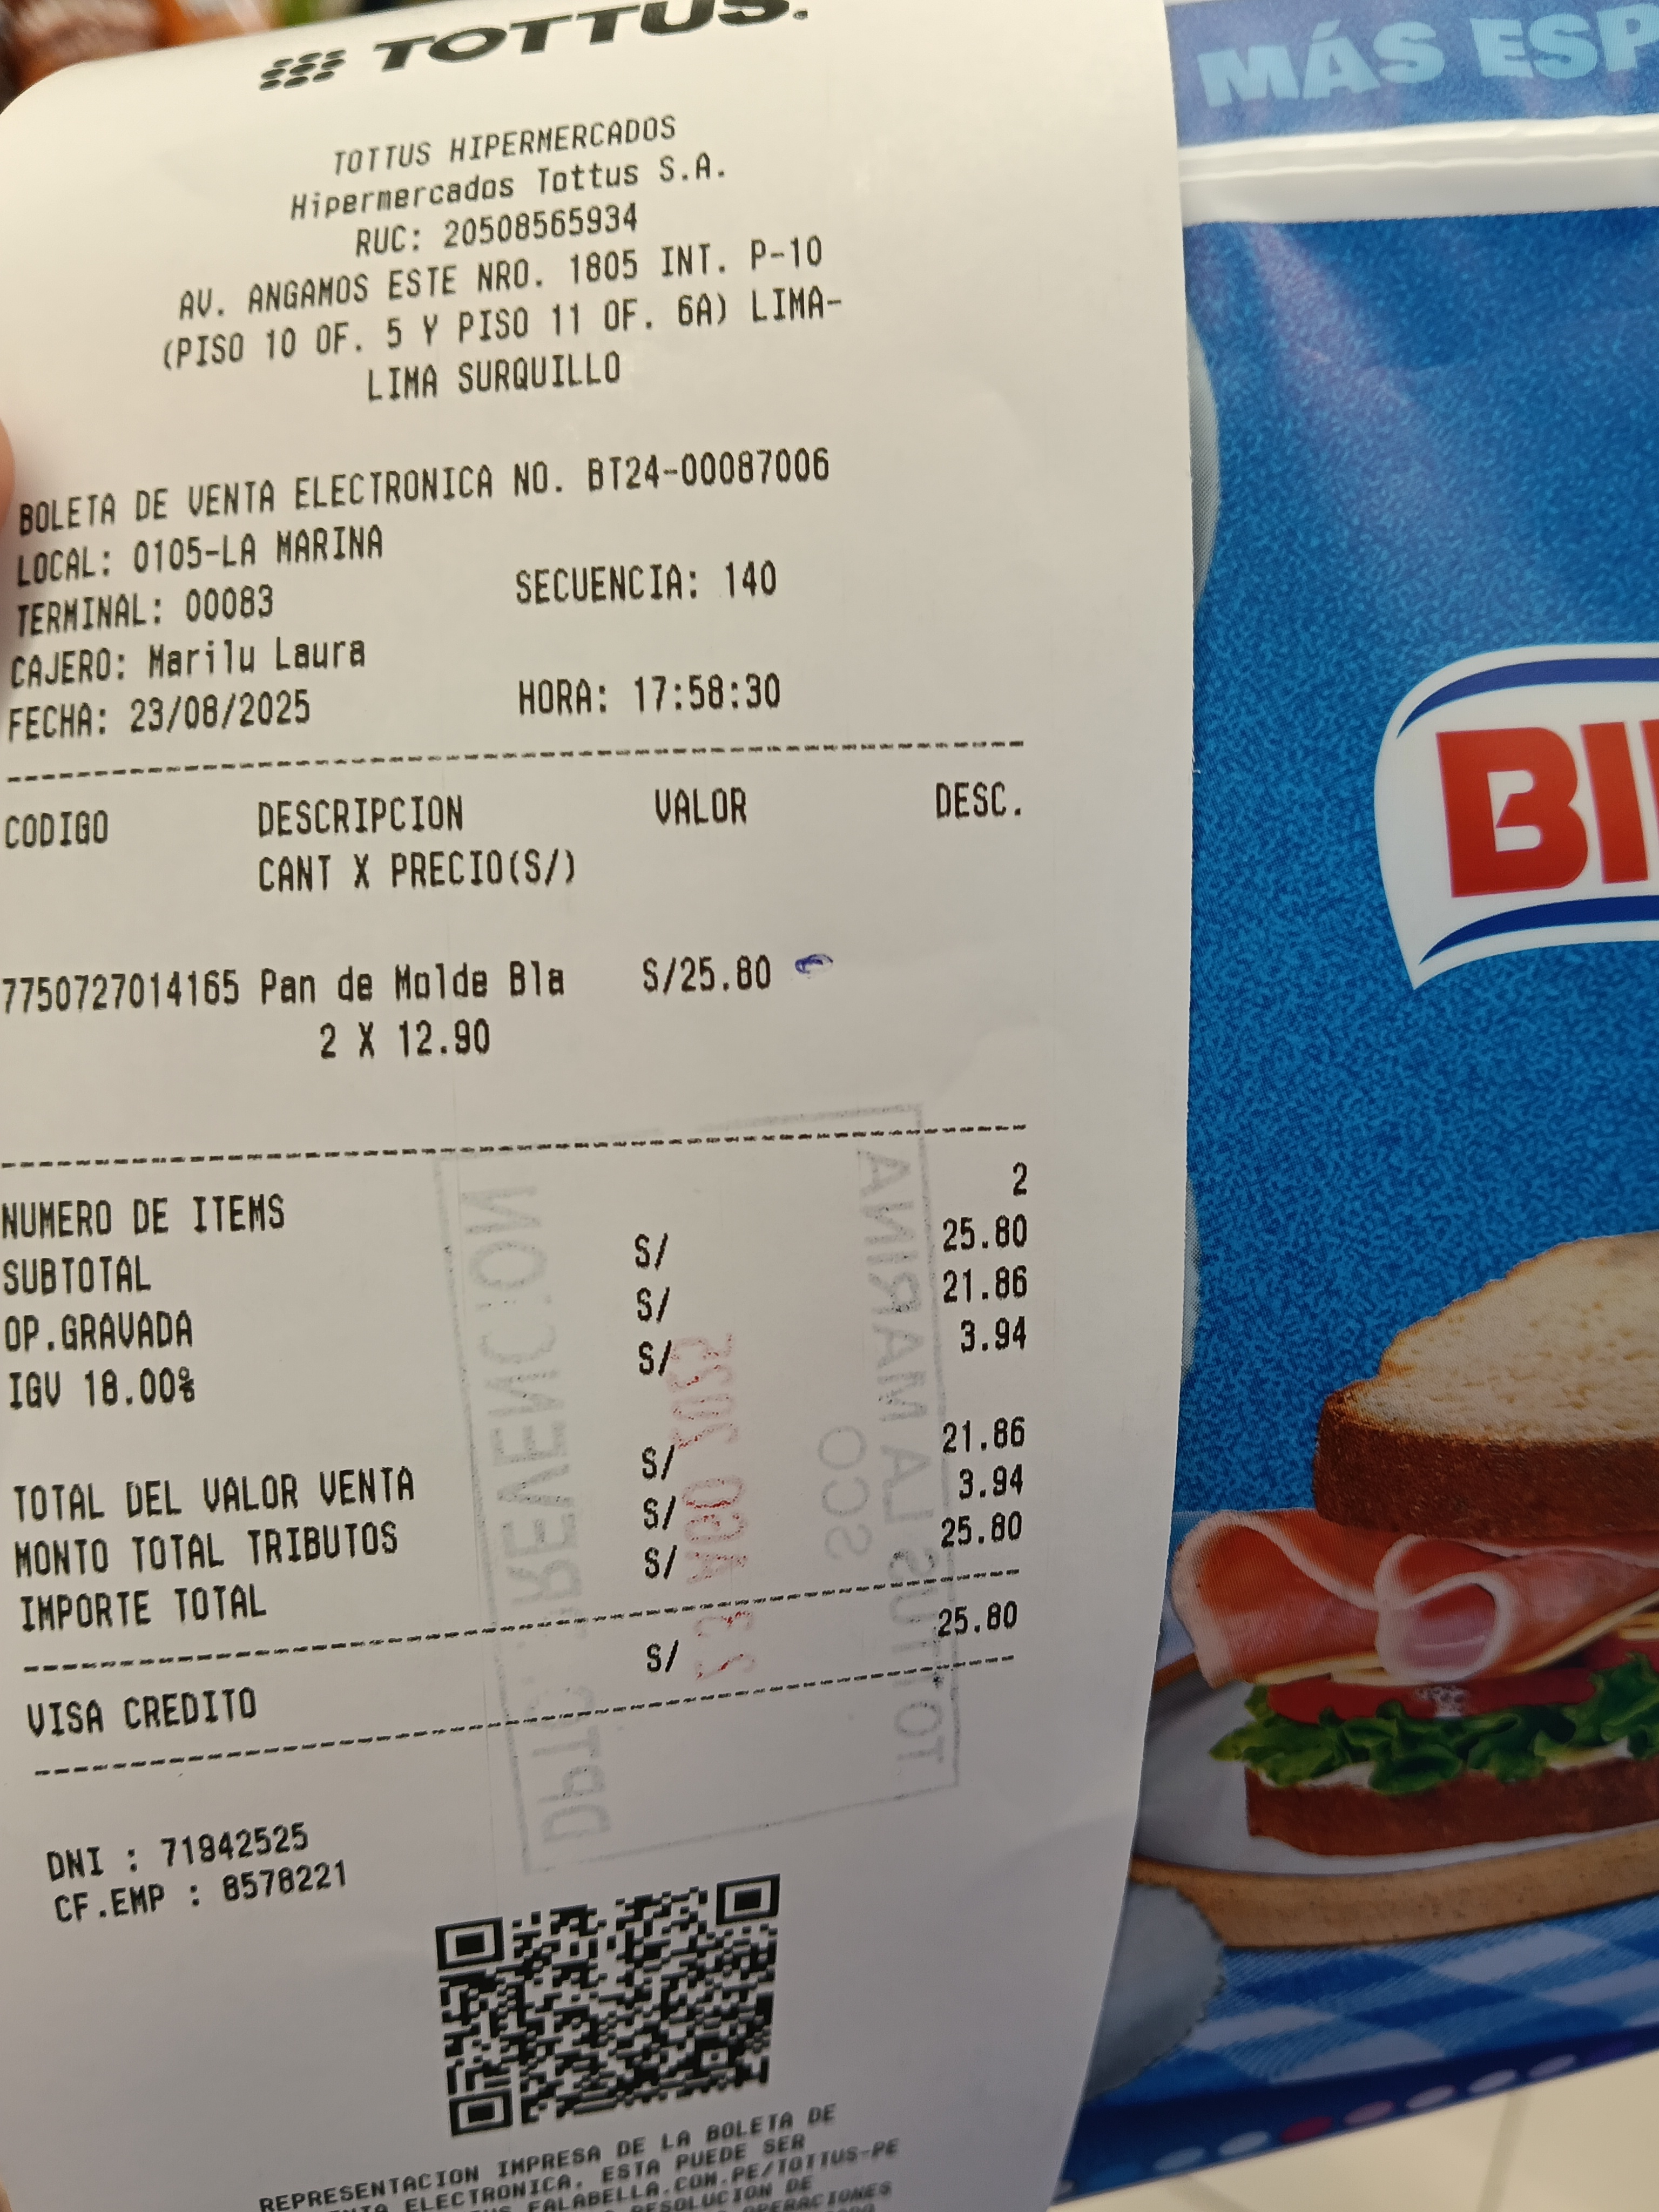 TOTTUS.
TOTTUS HIPERMERCADOS
Hipermercados Tottus S.A.
RUC: 20508565934
AV. ANGAMOS ESTE NRO. 1805 INT. P-10
(PISO 10 OF. 5 Y PISO 11 OF. 6A) LIMA-
LIMA SURQUILLO
BOLETA DE VENTA ELECTRONICA NO. BT24-00087006
LOCAL: 0105-LA MARINA
TERMINAL: 00083 SECUENCIA: 140
CAJERO: Marilu Laura
FECHA: 23/08/2025 HORA: 17:58:30
CODIGO DESCRIPCION VALOR DESC.
CANT X PRECIO(S/)
7750727014165 Pan de Molde Bla S/25.80
2 X 12.90
NUMERO DE ITEMS 2
SUBTOTAL S/ 25.80
OP.GRAVADA S/ 21.86
IGV 18.00% S/ 3.94
TOTAL DEL VALOR VENTA S/ 21.86
MONTO TOTAL TRIBUTOS S/ 3.94
IMPORTE TOTAL S/ 25.80
VISA CREDITO S/ 25.80
DNI : 71942525
CF.EMP : 8578221
REPRESENTACION IMPRESA DE LA BOLETA DE
ELECTRONICA. ESTA PUEDE SER
FALABELLA.COM.PE/TOTTUS-PE
RESOLUCION DE
OPERACIONES
TOTTUS LA MARINA
SCO
23 AGO 2025
DPTO. PREVENCION
MÁS ESP
BI